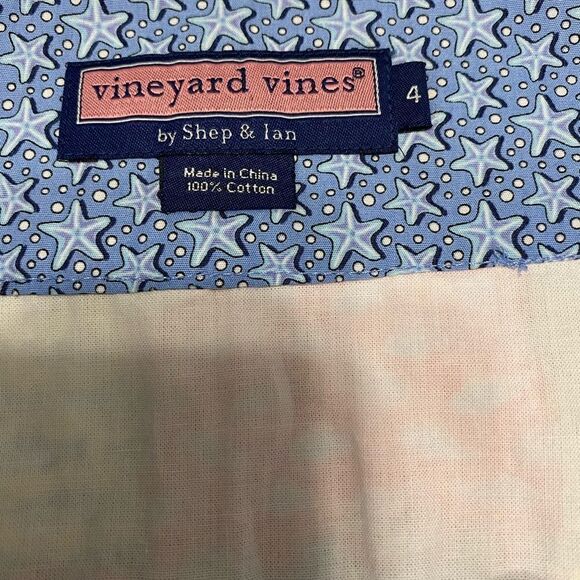 vineyard vines®
4
by Shep & Ian
Made in China
100% Cotton